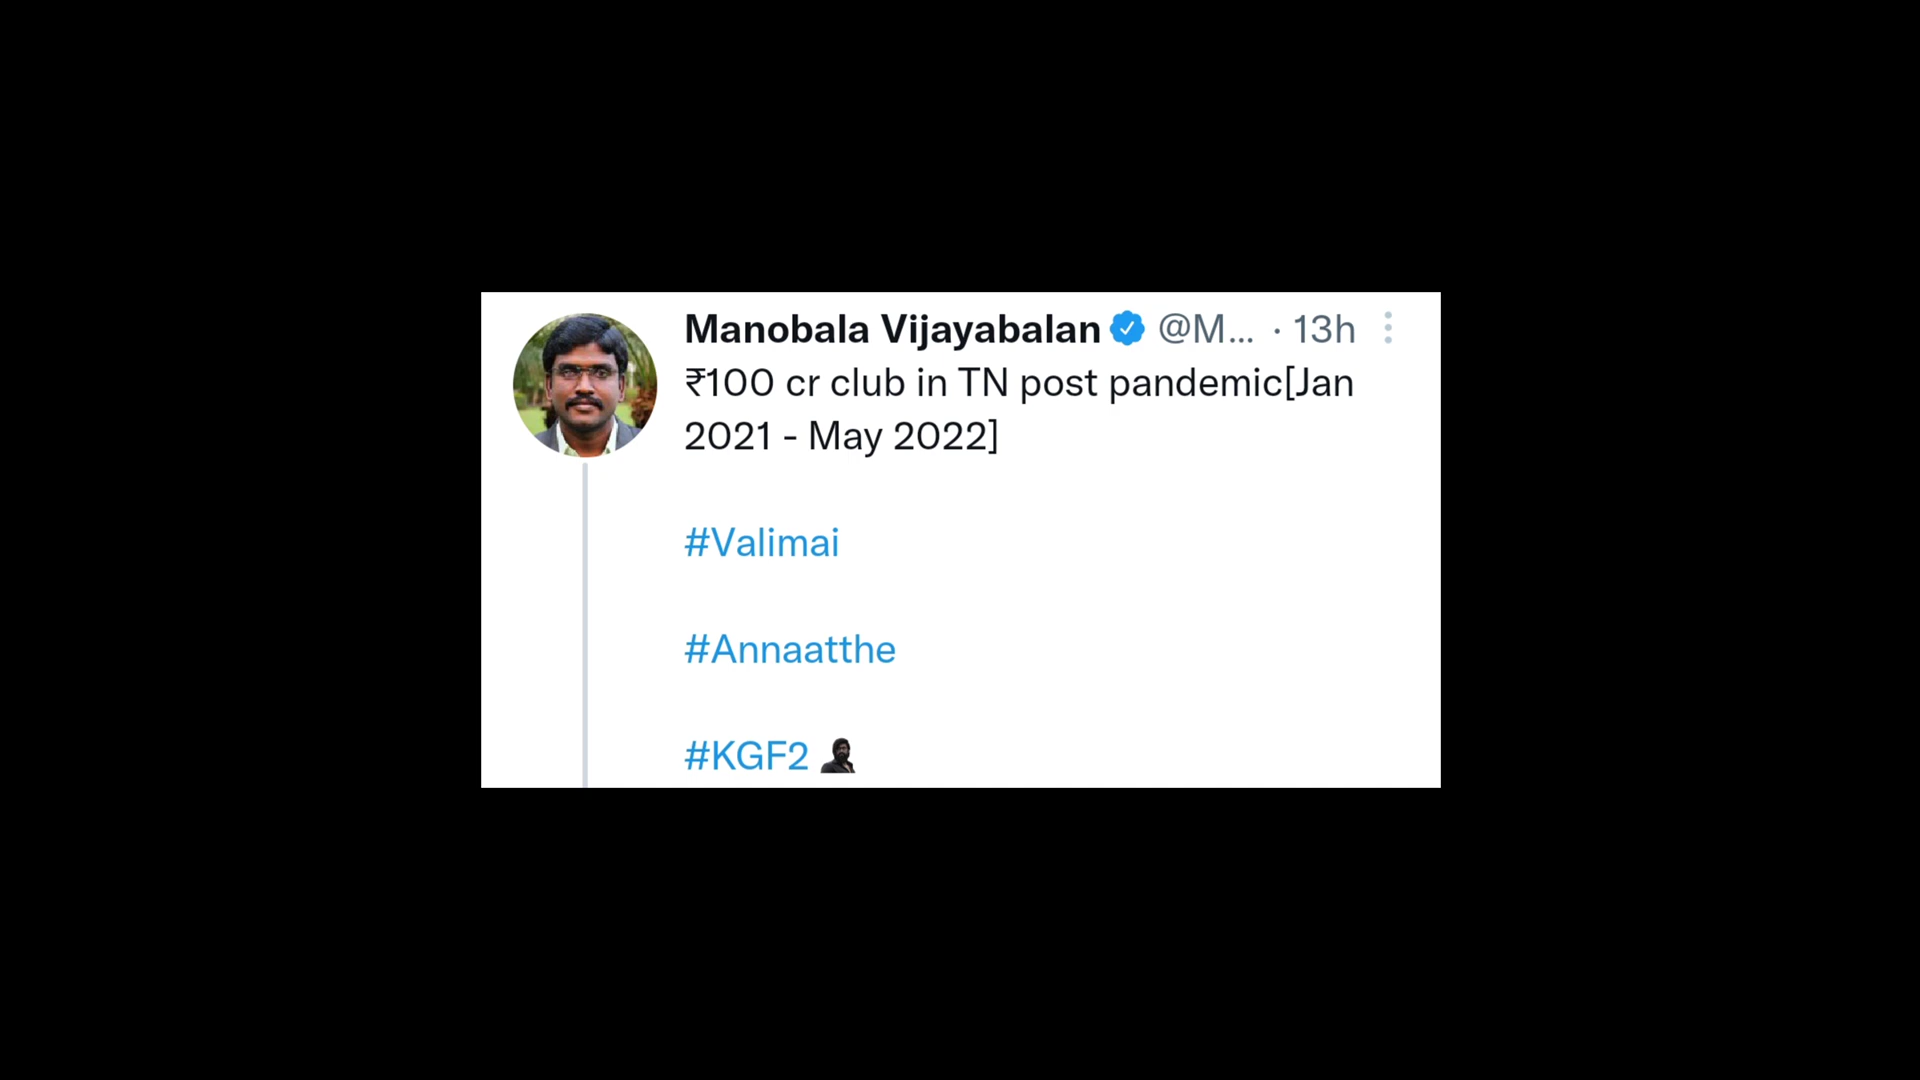 Manobala Vijayabalan @M... · 13h
₹100 cr club in TN post pandemic[Jan
2021 - May 2022]
#Valimai
#Annaatthe
#KGF2